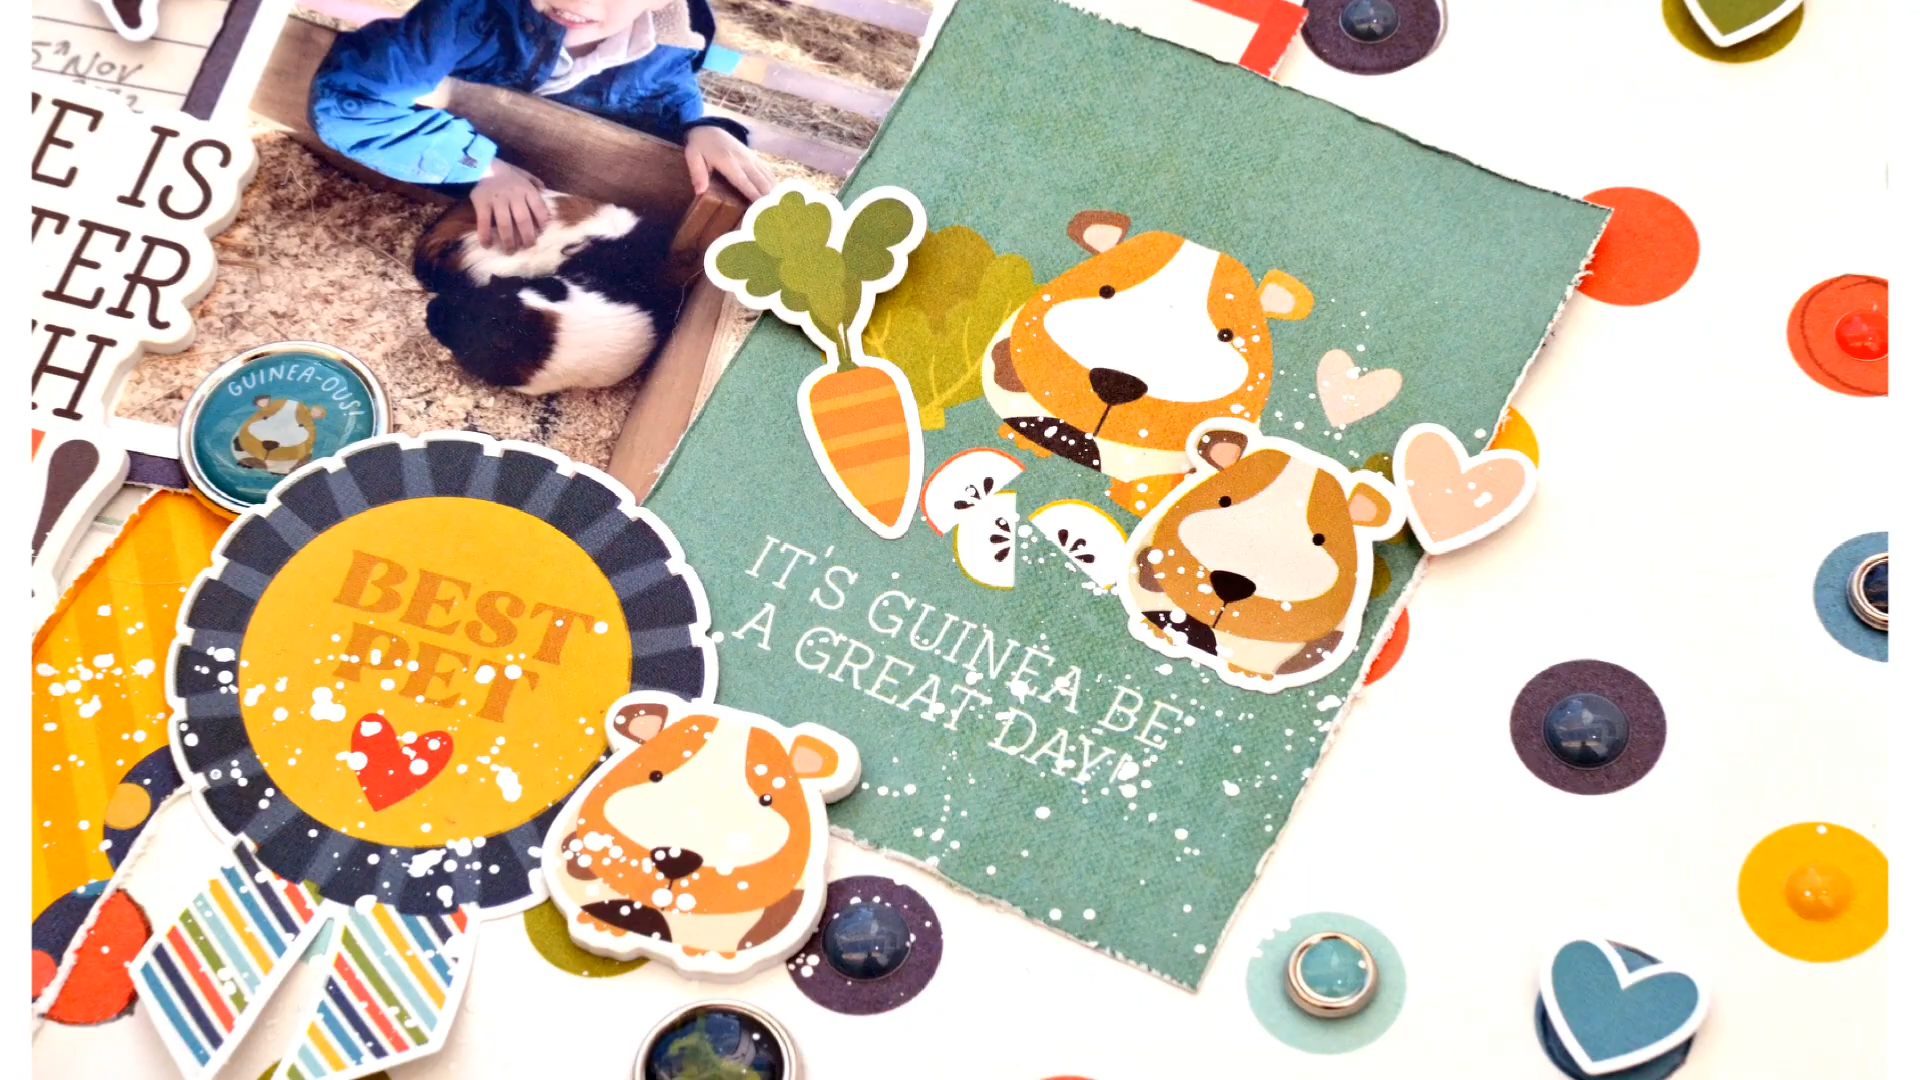 5th Nov
E IS
TER
H
GUINEA-OUS!
BEST
PET
IT'S GUINEA BE
A GREAT DAY!